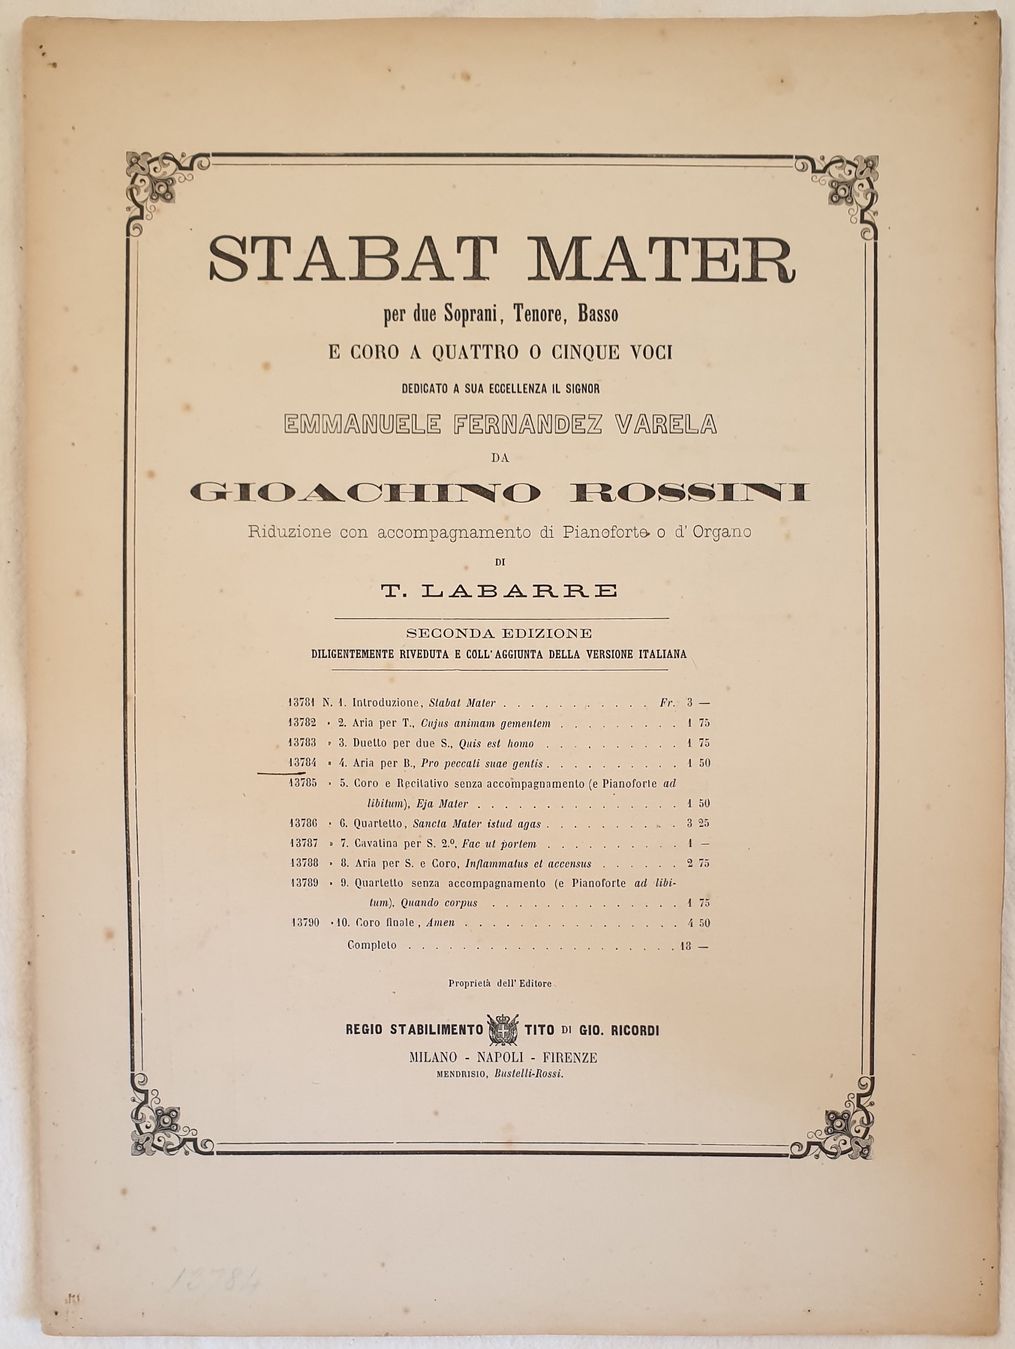 STABAT MATER
per due Soprani, Tenore, Basso
E CORO A QUATTRO O CINQUE VOCI
DEDICATO A SUA ECCELLENZA IL SIGNOR
EMMANUELE FERNANDEZ VARELA
DA
GIOACHINO ROSSINI
Riduzione con accompagnamento di Pianoforte o d' Organo
DI
T. LABARRE
SECONDA EDIZIONE
DILIGENTEMENTE RIVEDUTA E COLL' AGGIUNTA DELLA VERSIONE ITALIANA
13781 N. 1. Introduzione, Stabat Mater . . . . . . . . . . . Fr. 3 —
13782 » 2. Aria per T., Cujus animam gementem . . . . . . . . . 1 75
13783 » 3. Duetto per due S., Quis est homo . . . . . . . . . . 1 75
13784 » 4. Aria per B., Pro peccati suae gentis . . . . . . . . . . 1 50
13785 » 5. Coro e Recitativo senza accompagnamento (e Pianoforte ad
libitum), Eja Mater . . . . . . . . . . . . . . . 1 50
13786 » 6. Quartetto, Sancta Mater istud agas . . . . . . . . . . 3 25
13787 » 7. Cavatina per S. 2.º, Fac ut portem . . . . . . . . . . 1 —
13788 » 8. Aria per S. e Coro, Inflammatus et accensus . . . . . . 2 75
13789 » 9. Quartetto senza accompagnamento (e Pianoforte ad libi-
tum), Quando corpus . . . . . . . . . . . . . . 1 75
13790 » 10. Coro finale, Amen . . . . . . . . . . . . . . . . 4 50
Completo . . . . . . . . . . . . . . . . . . . . 18 —
Proprietà dell' Editore.
REGIO STABILIMENTO TITO DI GIO. RICORDI
MILANO - NAPOLI - FIRENZE
MENDRISIO, Bustelli-Rossi.
13784